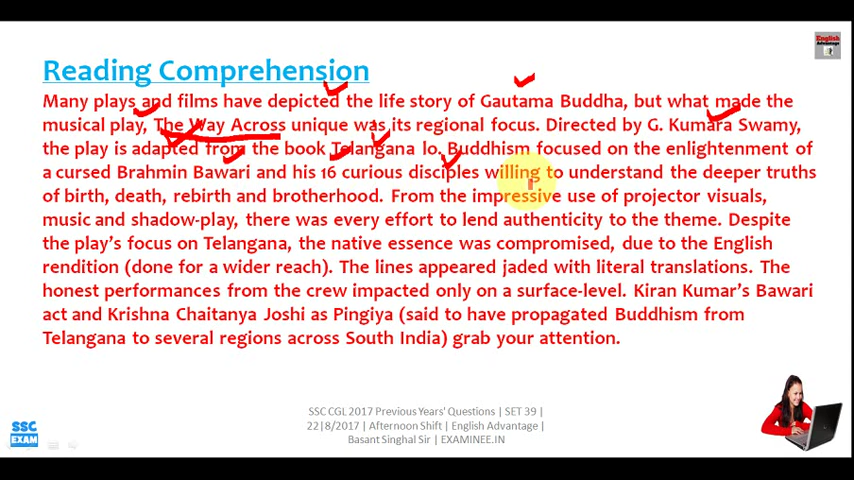 English
Advantage
Reading Comprehension
Many plays and films have depicted the life story of Gautama Buddha, but what made the
musical play, The Way Across unique was its regional focus. Directed by G. Kumara Swamy,
the play is adapted from the book Telangana lo. Buddhism focused on the enlightenment of
a cursed Brahmin Bawari and his 16 curious disciples willing to understand the deeper truths
of birth, death, rebirth and brotherhood. From the impressive use of projector visuals,
music and shadow-play, there was every effort to lend authenticity to the theme. Despite
the play's focus on Telangana, the native essence was compromised, due to the English
rendition (done for a wider reach). The lines appeared jaded with literal translations. The
honest performances from the crew impacted only on a surface-level. Kiran Kumar's Bawari
act and Krishna Chaitanya Joshi as Pingiya (said to have propagated Buddhism from
Telangana to several regions across South India) grab your attention.
SSC
EXAM
SSC CGL 2017 Previous Years' Questions | SET 39 |
22|8/2017 | Afternoon Shift | English Advantage |
Basant Singhal Sir | EXAMINEE.IN